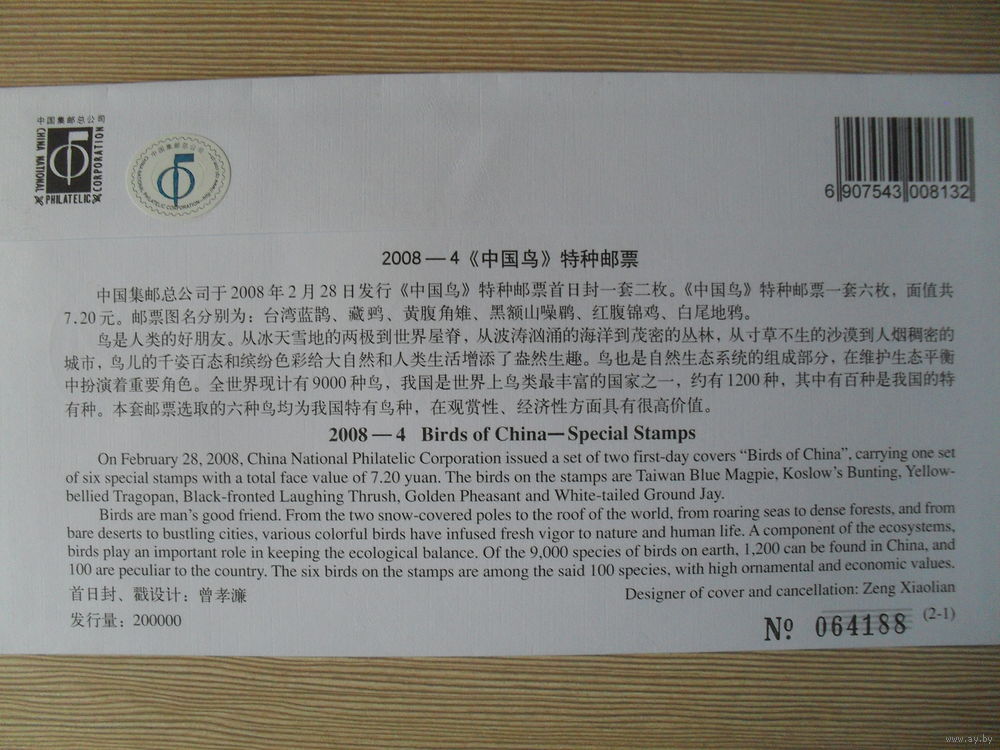 中国集邮总公司
CHINA NATIONAL
PHILATELIC
CORPORATION
中国集邮总公司
CHINA NATIONAL PHILATELIC CORPORATION
6 907543 008132
2008—4《中国鸟》特种邮票
中国集邮总公司于2008年2月28日发行《中国鸟》特种邮票首日封一套二枚。《中国鸟》特种邮票一套六枚，面值共
7.20元。邮票图名分别为：台湾蓝鹊、藏鹀、黄腹角雉、黑额山噪鹛、红腹锦鸡、白尾地鸦。
鸟是人类的好朋友。从冰天雪地的两极到世界屋脊，从波涛汹涌的海洋到茂密的丛林，从寸草不生的沙漠到人烟稠密的
城市，鸟儿的千姿百态和缤纷色彩给大自然和人类生活增添了盎然生趣。鸟也是自然生态系统的组成部分，在维护生态平衡
中扮演着重要角色。全世界现计有9000种鸟，我国是世界上鸟类最丰富的国家之一，约有1200种，其中有百种是我国的特
有种。本套邮票选取的六种鸟均为我国特有鸟种，在观赏性、经济性方面具有很高价值。
2008—4 Birds of China—Special Stamps
On February 28, 2008, China National Philatelic Corporation issued a set of two first-day covers “Birds of China”, carrying one set
of six special stamps with a total face value of 7.20 yuan. The birds on the stamps are Taiwan Blue Magpie, Koslow's Bunting, Yellow-
bellied Tragopan, Black-fronted Laughing Thrush, Golden Pheasant and White-tailed Ground Jay.
Birds are man's good friend. From the two snow-covered poles to the roof of the world, from roaring seas to dense forests, and from
bare deserts to bustling cities, various colorful birds have infused fresh vigor to nature and human life. A component of the ecosystems,
birds play an important role in keeping the ecological balance. Of the 9,000 species of birds on earth, 1,200 can be found in China, and
100 are peculiar to the country. The six birds on the stamps are among the said 100 species, with high ornamental and economic values.
首日封、戳设计：曾孝濂
Designer of cover and cancellation: Zeng Xiaolian
发行量：200000
(2-1)
Nº 064188
www.ay.by